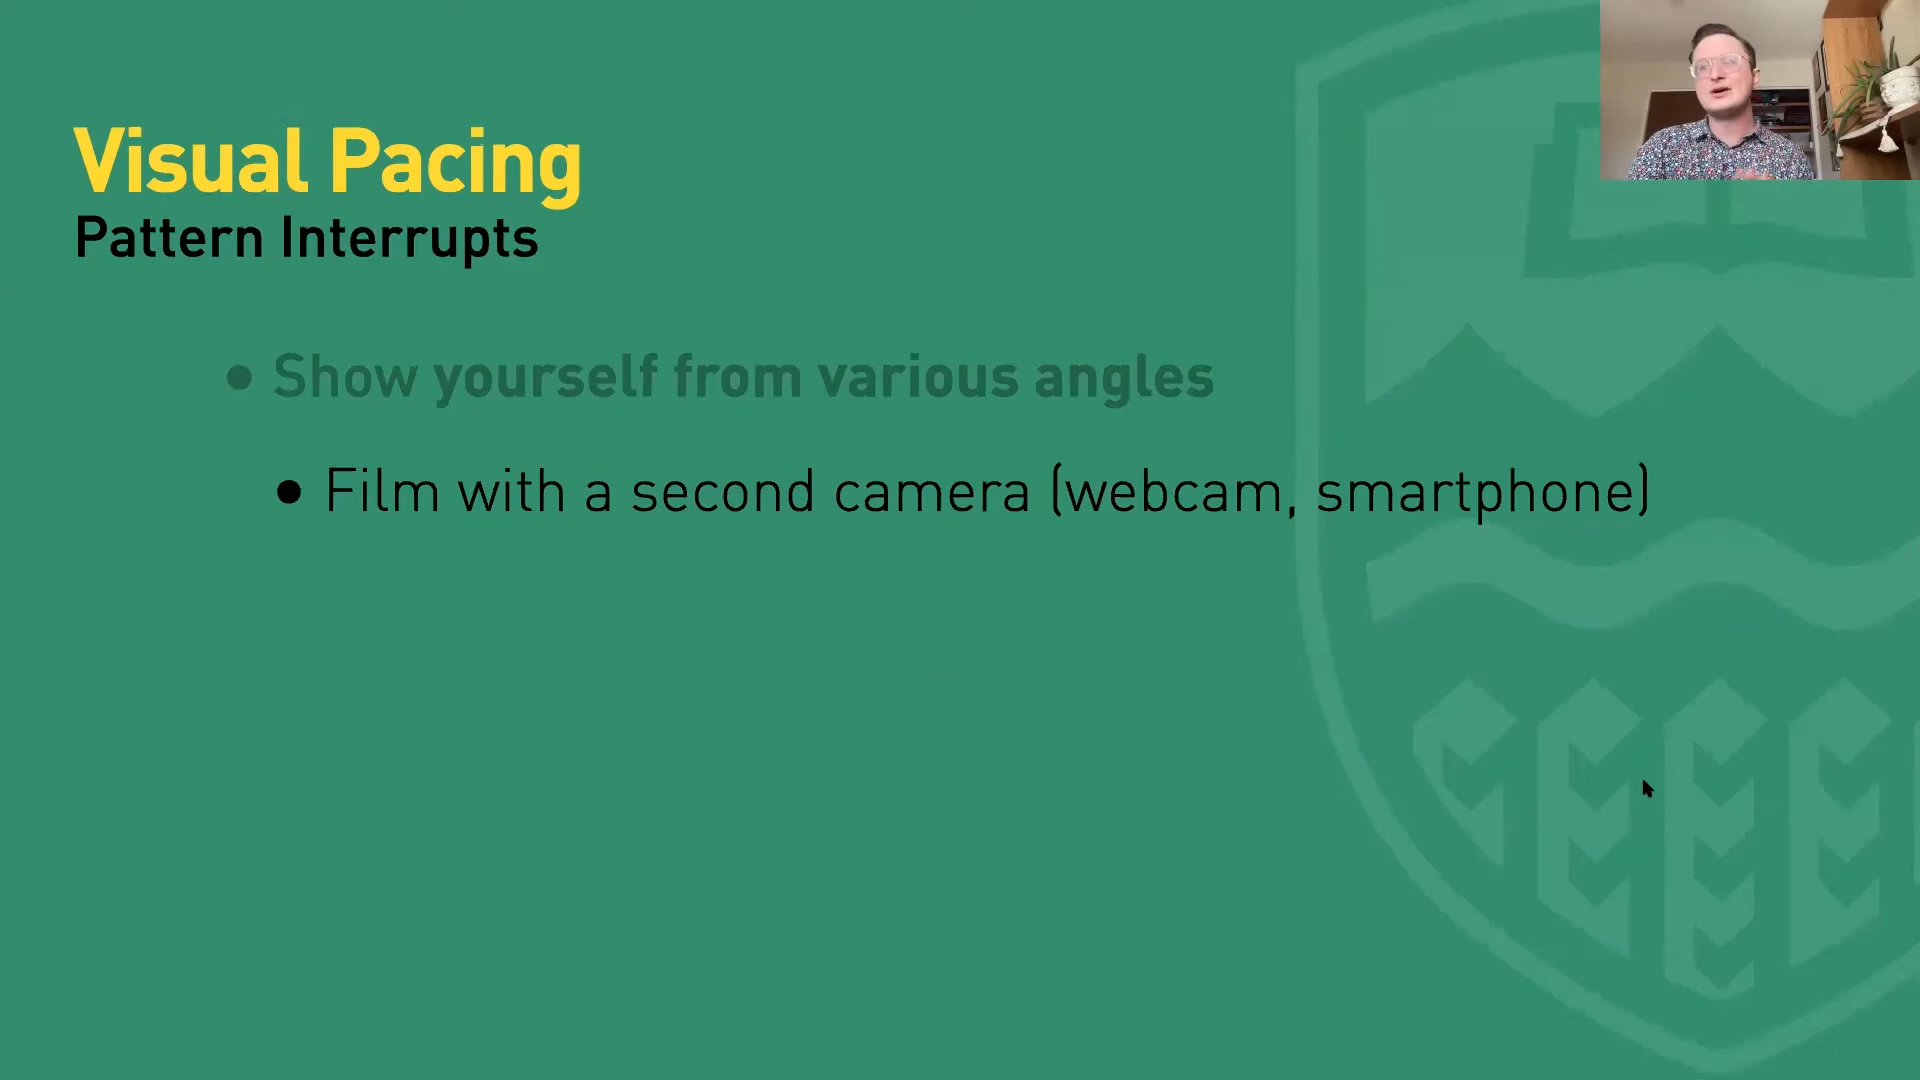 Visual Pacing
Pattern Interrupts
• Show yourself from various angles
• Film with a second camera (webcam, smartphone)